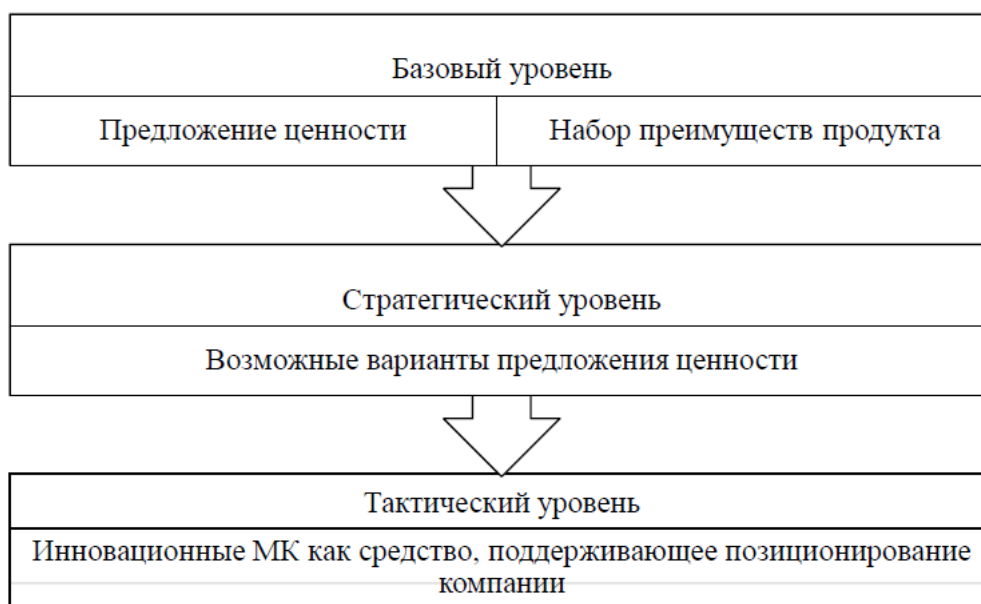 Базовый уровень
Предложение ценности
Набор преимуществ продукта
Стратегический уровень
Возможные варианты предложения ценности
Тактический уровень
Инновационные МК как средство, поддерживающее позиционирование
компании